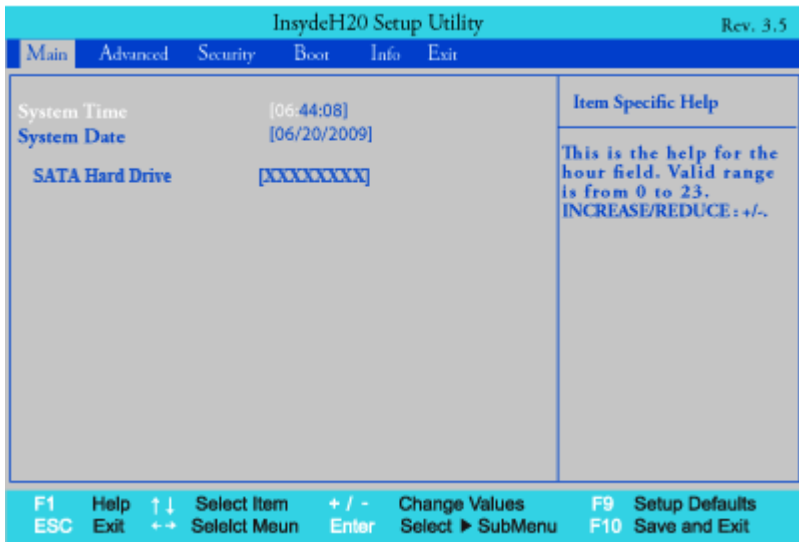 InsydeH20 Setup Utility Rev. 3.5
Main Advanced Security Boot Info Exit
System Time [06:44:08]
System Date [06/20/2009]
SATA Hard Drive [XXXXXXXX]
Item Specific Help
This is the help for the
hour field. Valid range
is from 0 to 23.
INCREASE/REDUCE : +/-.
F1 Help ↑↓ Select Item + / - Change Values F9 Setup Defaults
ESC Exit ←→ Selelct Meun Enter Select ▶ SubMenu F10 Save and Exit